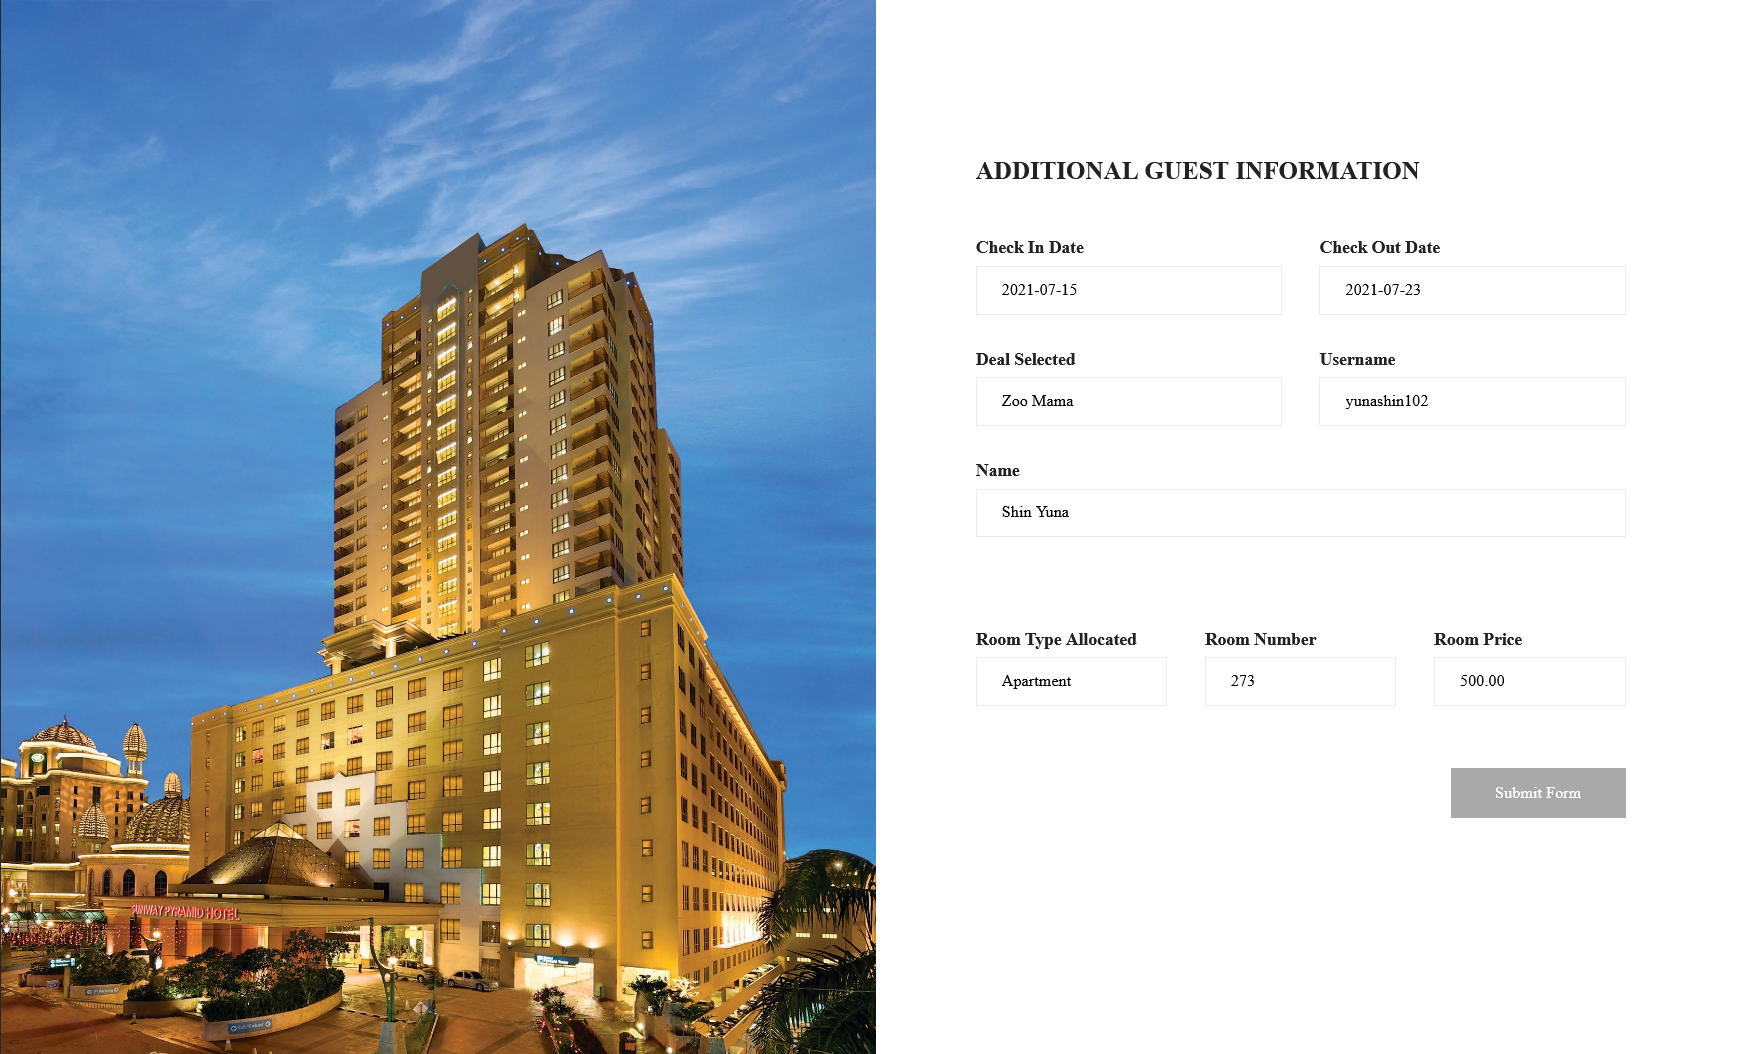 ADDITIONAL GUEST INFORMATION
Check In Date
Check Out Date
2021-07-15
2021-07-23
Deal Selected
Username
Zoo Mama
yunashin102
Name
Shin Yuna
Room Type Allocated
Room Number
Room Price
Apartment
273
500.00
Submit Form
SUNWAY PYRAMID HOTEL